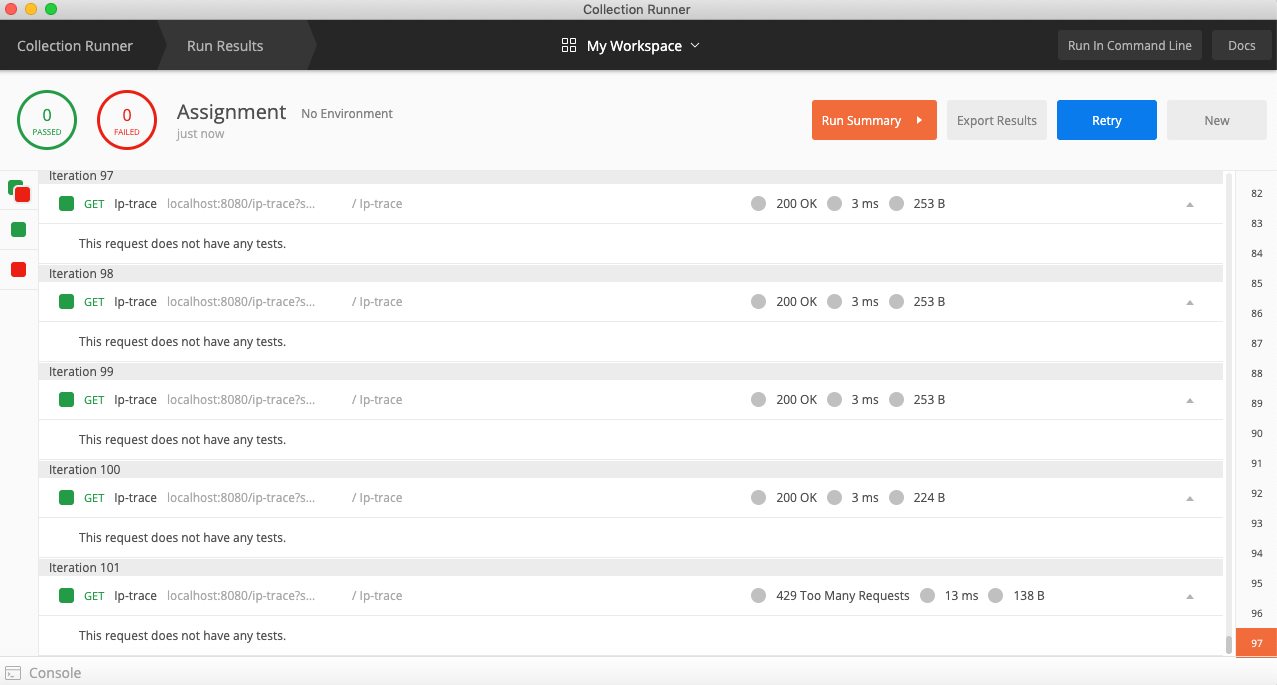 Collection Runner
Collection Runner Run Results My Workspace Run In Command Line Docs
0 PASSED
0 FAILED
Assignment No Environment
just now
Run Summary Export Results Retry New
Iteration 97
GET Ip-trace localhost:8080/ip-trace?s... / Ip-trace 200 OK 3 ms 253 B
This request does not have any tests.
Iteration 98
GET Ip-trace localhost:8080/ip-trace?s... / Ip-trace 200 OK 3 ms 253 B
This request does not have any tests.
Iteration 99
GET Ip-trace localhost:8080/ip-trace?s... / Ip-trace 200 OK 3 ms 253 B
This request does not have any tests.
Iteration 100
GET Ip-trace localhost:8080/ip-trace?s... / Ip-trace 200 OK 3 ms 224 B
This request does not have any tests.
Iteration 101
GET Ip-trace localhost:8080/ip-trace?s... / Ip-trace 429 Too Many Requests 13 ms 138 B
This request does not have any tests.
82
83
84
85
86
87
88
89
90
91
92
93
94
95
96
97
Console